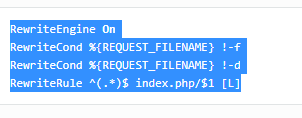 RewriteEngine On
RewriteCond %{REQUEST_FILENAME} !-f
RewriteCond %{REQUEST_FILENAME} !-d
RewriteRule ^(.*)$ index.php/$1 [L]